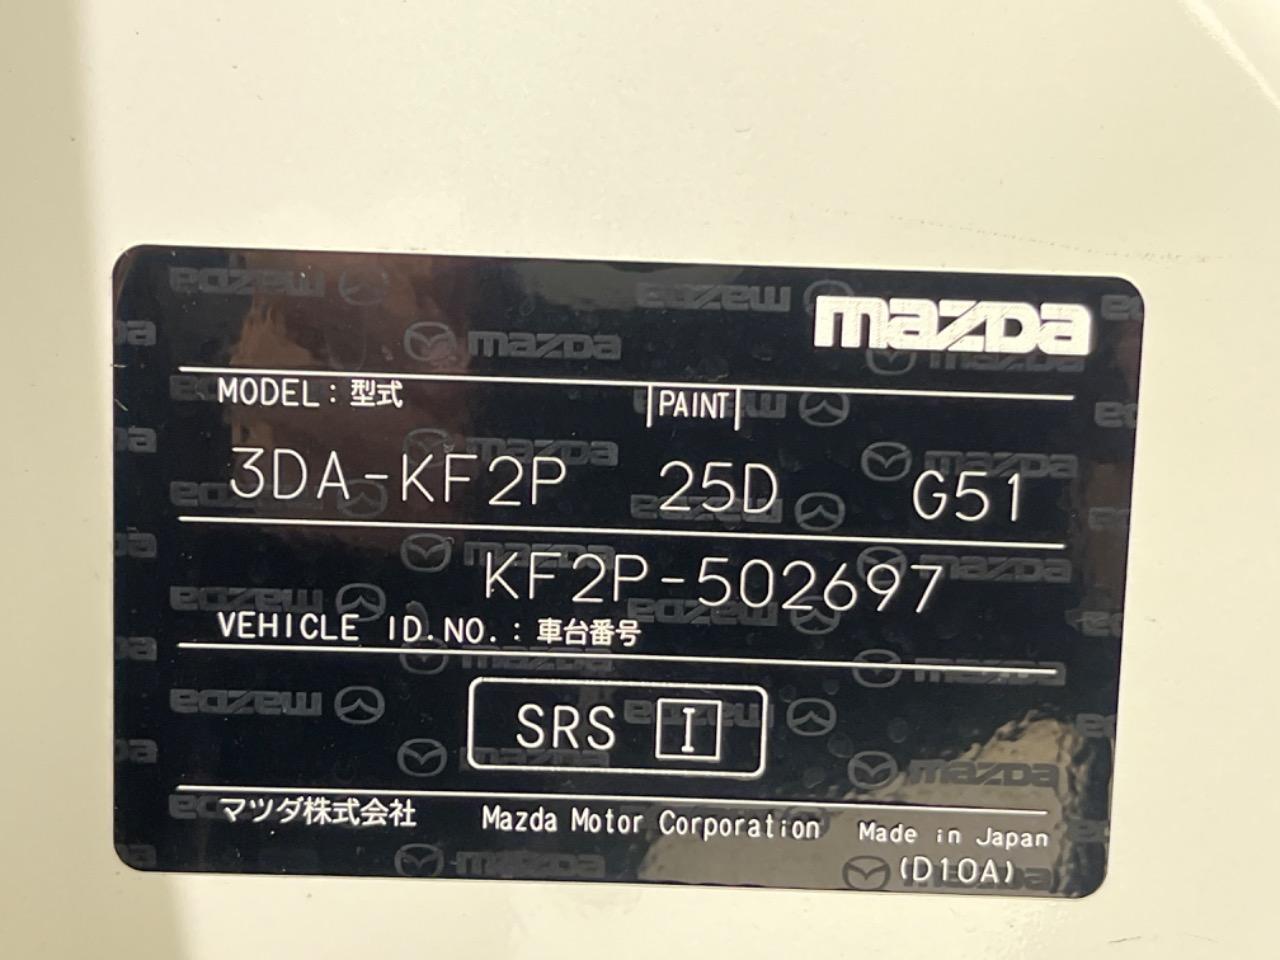 mazda
MODEL：型式 PAINT
3DA-KF2P 25D G51
KF2P-502697
VEHICLE ID.NO.：車台番号
SRS I
マツダ株式会社 Mazda Motor Corporation Made in Japan
(D10A)